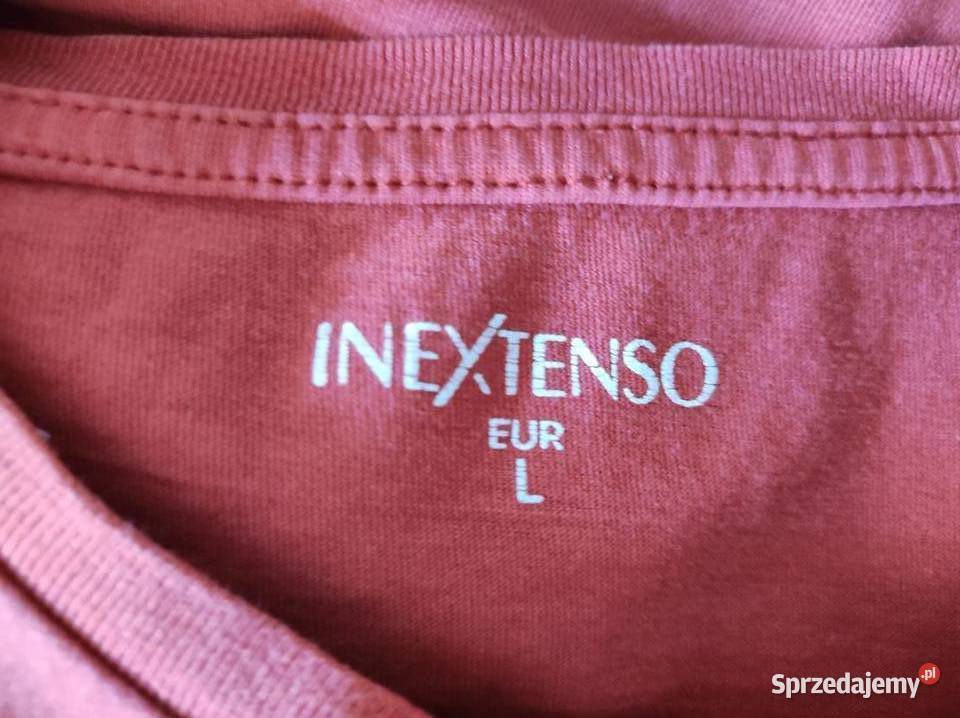 INEXTENSO
EUR
L
Sprzedajemy.pl